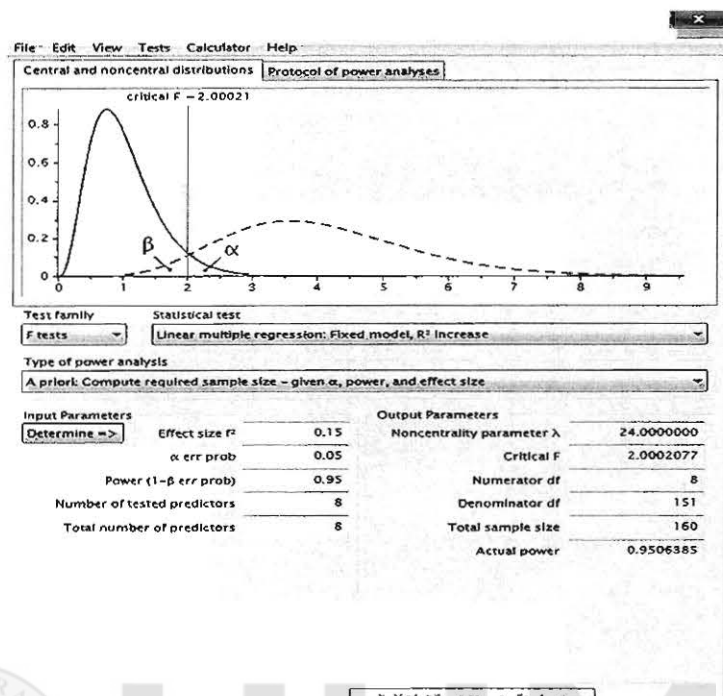 File Edit View Tests Calculator Help
Central and noncentral distributions Protocol of power analyses
critical F = 2.00021
0.8
0.6
0.4
0.2
0
β α
0 1 2 3 4 5 6 7 8 9
Test family Statistical test
F tests Linear multiple regression: Fixed model, R² increase
Type of power analysis
A priori: Compute required sample size – given α, power, and effect size
Input Parameters Output Parameters
Determine => Effect size f² 0.15 Noncentrality parameter λ 24.0000000
α err prob 0.05 Critical F 2.0002077
Power (1-β err prob) 0.95 Numerator df 8
Number of tested predictors 8 Denominator df 151
Total number of predictors 8 Total sample size 160
Actual power 0.9506385